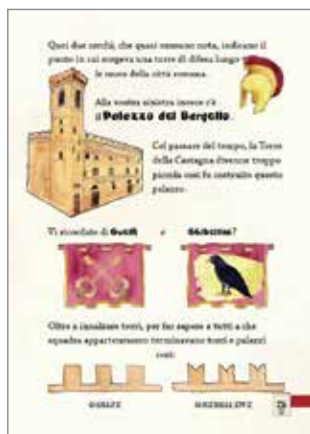 Quei due cerchi, che quasi nessuno nota, indicano il
punto in cui sorgeva una torre di difesa lungo
le mura della città romana.
Alla vostra sinistra invece c'è
il Palazzo del Bargello.
Col passare del tempo, la Torre
della Castagna divenne troppo
piccola così fu costruito questo
palazzo.
Vi ricordate di Guelfi e Ghibellini?
Oltre a innalzare torri, per far sapere a tutti a che
squadra appartenevano terminavano torri e palazzi
così:
GUELFI GHIBELLINI